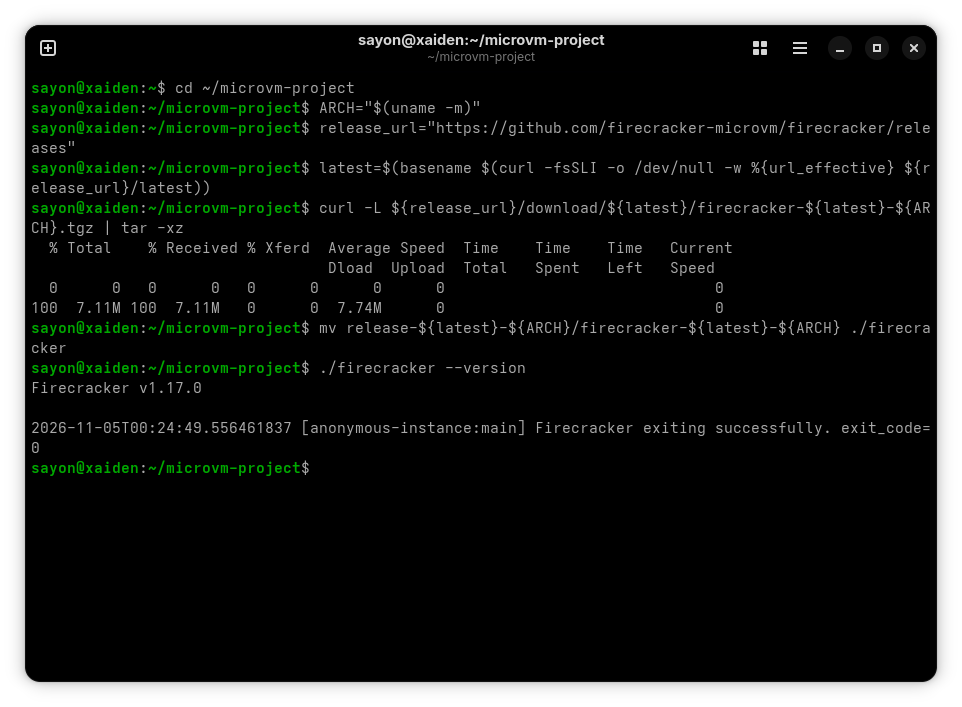 sayon@xaiden:~/microvm-project
~/microvm-project
sayon@xaiden:~$ cd ~/microvm-project
sayon@xaiden:~/microvm-project$ ARCH="$(uname -m)"
sayon@xaiden:~/microvm-project$ release_url="https://github.com/firecracker-microvm/firecracker/rele
ases"
sayon@xaiden:~/microvm-project$ latest=$(basename $(curl -fsSLI -o /dev/null -w %{url_effective} ${r
elease_url}/latest))
sayon@xaiden:~/microvm-project$ curl -L ${release_url}/download/${latest}/firecracker-${latest}-${AR
CH}.tgz | tar -xz
  % Total    % Received % Xferd  Average Speed  Time    Time    Time   Current
                                 Dload  Upload  Total   Spent   Left   Speed
  0      0   0      0   0      0      0      0                              0
100  7.11M 100  7.11M   0      0  7.74M      0                              0
sayon@xaiden:~/microvm-project$ mv release-${latest}-${ARCH}/firecracker-${latest}-${ARCH} ./firecra
cker
sayon@xaiden:~/microvm-project$ ./firecracker --version
Firecracker v1.17.0
2026-11-05T00:24:49.556461837 [anonymous-instance:main] Firecracker exiting successfully. exit_code=
0
sayon@xaiden:~/microvm-project$